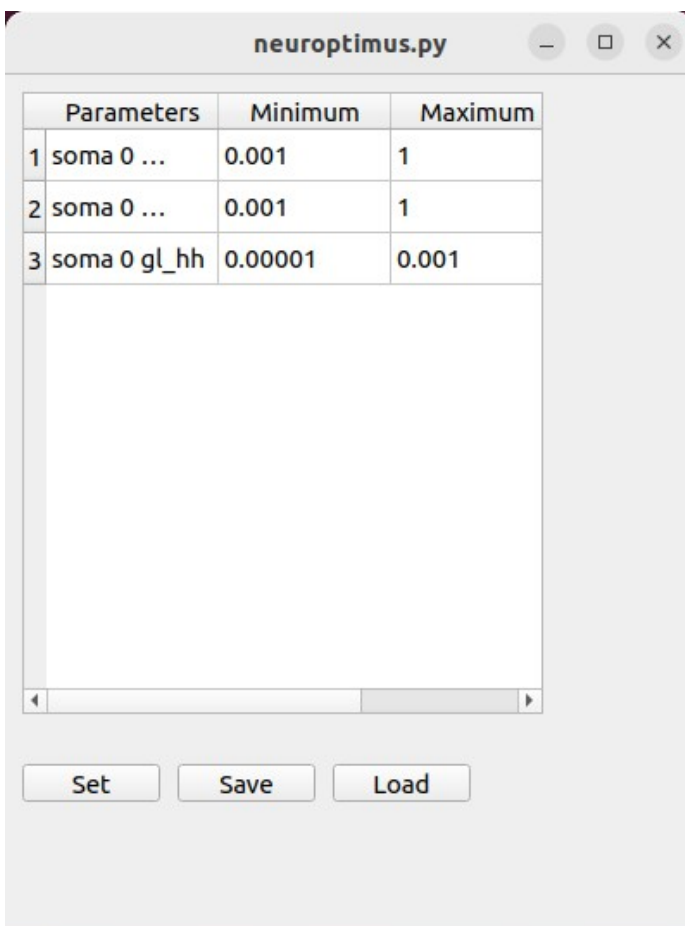 neuroptimus.py
Parameters Minimum Maximum
1 soma 0 ... 0.001 1
2 soma 0 ... 0.001 1
3 soma 0 gl_hh 0.00001 0.001
Set Save Load